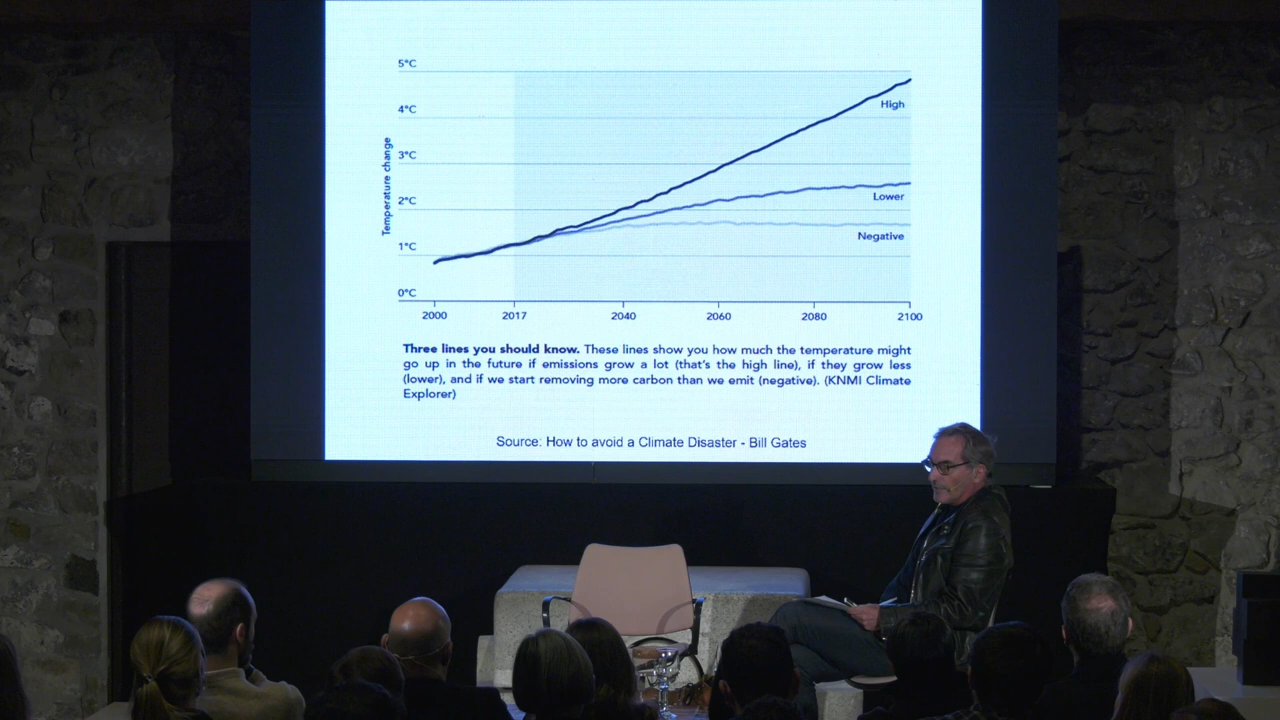 5°C
4°C
3°C
2°C
1°C
0°C
Temperature change
High
Lower
Negative
2000 2017 2040 2060 2080 2100
Three lines you should know. These lines show you how much the temperature might
go up in the future if emissions grow a lot (that's the high line), if they grow less
(lower), and if we start removing more carbon than we emit (negative). (KNMI Climate
Explorer)
Source: How to avoid a Climate Disaster - Bill Gates